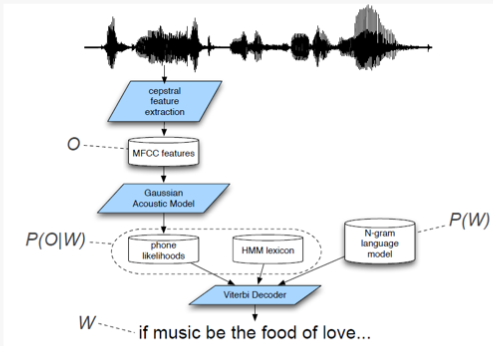 cepstral
feature
extraction
O
MFCC features
Gaussian
Acoustic Model
P(O|W)
phone
likelihoods
HMM lexicon
N-gram
language
model
P(W)
Viterbi Decoder
W
if music be the food of love...